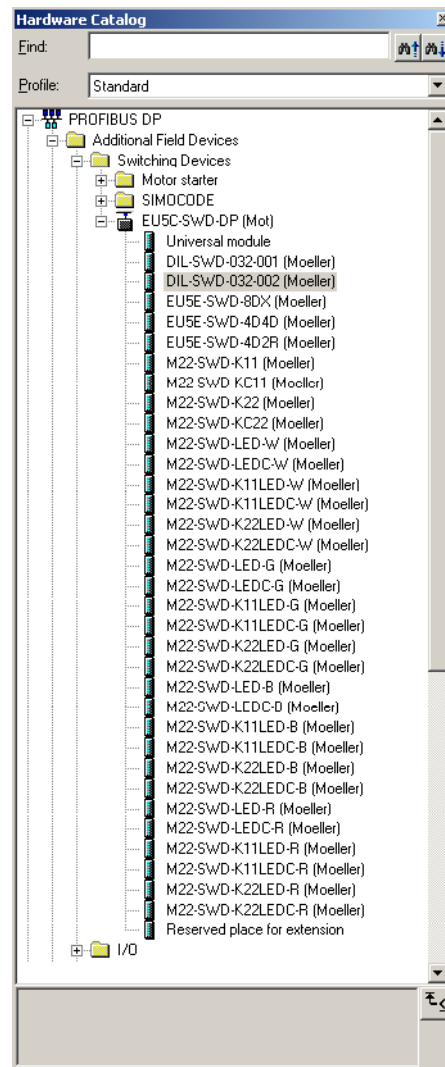 Hardware Catalog
Find:
Profile:
Standard
PROFIBUS DP
Additional Field Devices
Switching Devices
Motor starter
SIMOCODE
EU5C-SWD-DP (Mot)
Universal module
DIL-SWD-032-001 (Moeller)
DIL-SWD-032-002 (Moeller)
EU5E-SWD-8DX (Moeller)
EU5E-SWD-4D4D (Moeller)
EU5E-SWD-4D2R (Moeller)
M22-SWD-K11 (Moeller)
M22-SWD-KC11 (Moeller)
M22-SWD-K22 (Moeller)
M22-SWD-KC22 (Moeller)
M22-SWD-LED-W (Moeller)
M22-SWD-LEDC-W (Moeller)
M22-SWD-K11LED-W (Moeller)
M22-SWD-K11LEDC-W (Moeller)
M22-SWD-K22LED-W (Moeller)
M22-SWD-K22LEDC-W (Moeller)
M22-SWD-LED-G (Moeller)
M22-SWD-LEDC-G (Moeller)
M22-SWD-K11LED-G (Moeller)
M22-SWD-K11LEDC-G (Moeller)
M22-SWD-K22LED-G (Moeller)
M22-SWD-K22LEDC-G (Moeller)
M22-SWD-LED-B (Moeller)
M22-SWD-LEDC-B (Moeller)
M22-SWD-K11LED-B (Moeller)
M22-SWD-K11LEDC-B (Moeller)
M22-SWD-K22LED-B (Moeller)
M22-SWD-K22LEDC-B (Moeller)
M22-SWD-LED-R (Moeller)
M22-SWD-LEDC-R (Moeller)
M22-SWD-K11LED-R (Moeller)
M22-SWD-K11LEDC-R (Moeller)
M22-SWD-K22LED-R (Moeller)
M22-SWD-K22LEDC-R (Moeller)
Reserved place for extension
I/O